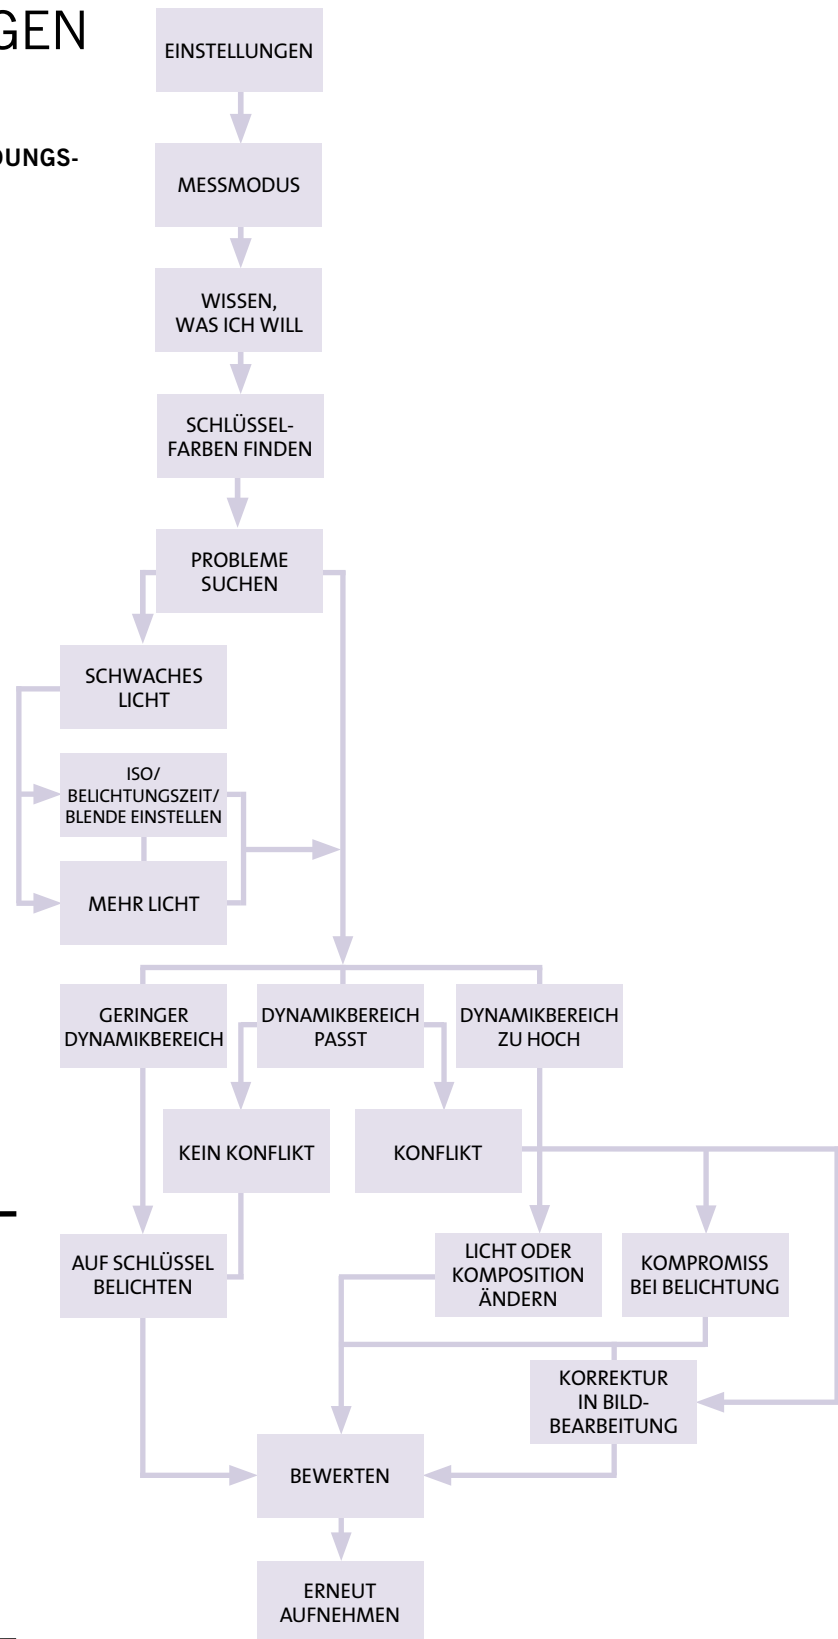 GEN
DUNGS-
EINSTELLUNGEN
MESSMODUS
WISSEN,
WAS ICH WILL
SCHLÜSSEL-
FARBEN FINDEN
PROBLEME
SUCHEN
SCHWACHES
LICHT
ISO/
BELICHTUNGSZEIT/
BLENDE EINSTELLEN
MEHR LICHT
GERINGER
DYNAMIKBEREICH
DYNAMIKBEREICH
PASST
DYNAMIKBEREICH
ZU HOCH
KEIN KONFLIKT
KONFLIKT
AUF SCHLÜSSEL
BELICHTEN
LICHT ODER
KOMPOSITION
ÄNDERN
KOMPROMISS
BEI BELICHTUNG
KORREKTUR
IN BILD-
BEARBEITUNG
BEWERTEN
ERNEUT
AUFNEHMEN